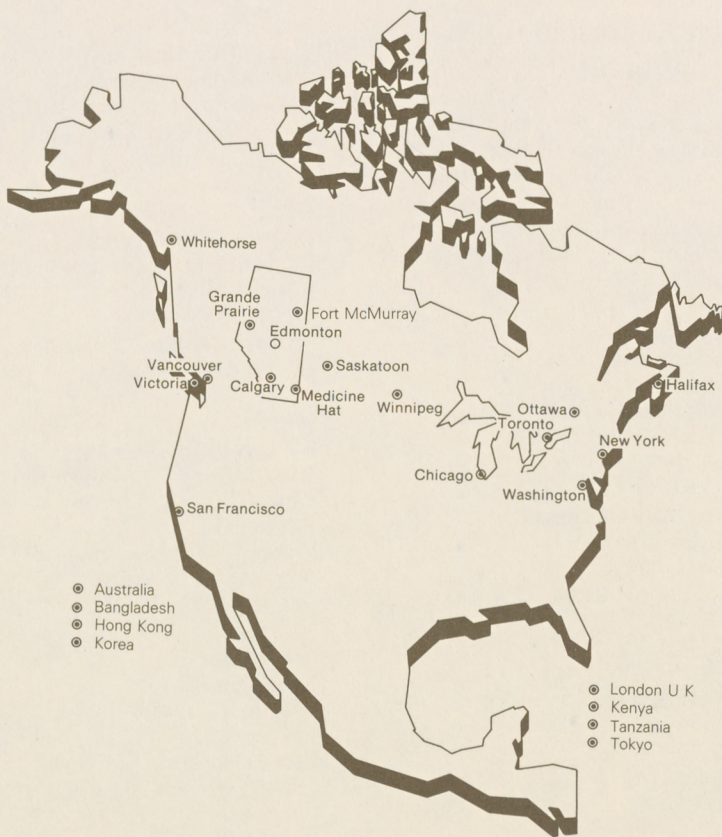 Whitehorse
Grande
Prairie
Fort McMurray
Edmonton
Vancouver
Victoria
Calgary
Saskatoon
Medicine
Hat
Winnipeg
Ottawa
Toronto
Halifax
New York
Chicago
Washington
San Francisco
Australia
Bangladesh
Hong Kong
Korea
London U K
Kenya
Tanzania
Tokyo